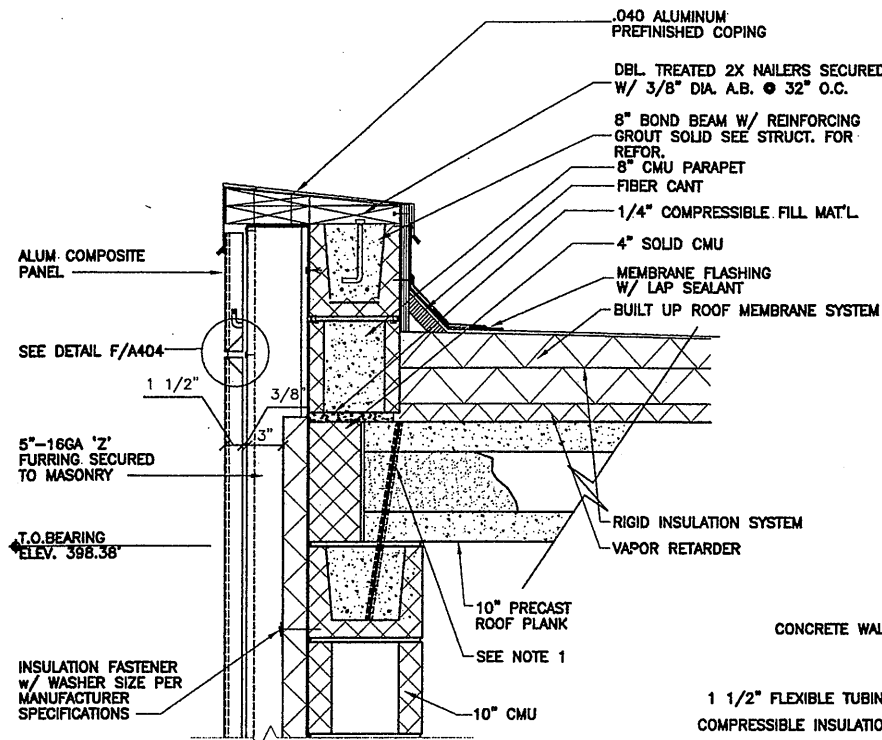 .040 ALUMINUM
PREFINISHED COPING
DBL. TREATED 2X NAILERS SECURED
W/ 3/8" DIA. A.B. @ 32" O.C.
8" BOND BEAM W/ REINFORCING
GROUT SOLID SEE STRUCT. FOR
REFOR.
8" CMU PARAPET
FIBER CANT
1/4" COMPRESSIBLE FILL MAT'L
4" SOLID CMU
MEMBRANE FLASHING
W/ LAP SEALANT
BUILT UP ROOF MEMBRANE SYSTEM
ALUM COMPOSITE
PANEL
SEE DETAIL F/A404
1 1/2"
3/8"
3"
5"-16GA 'Z'
FURRING SECURED
TO MASONRY
T.O.BEARING
ELEV. 398.38'
RIGID INSULATION SYSTEM
VAPOR RETARDER
10" PRECAST
ROOF PLANK
SEE NOTE 1
INSULATION FASTENER
w/ WASHER SIZE PER
MANUFACTURER
SPECIFICATIONS
10" CMU
CONCRETE WAL
1 1/2" FLEXIBLE TUBIN
COMPRESSIBLE INSULATIO